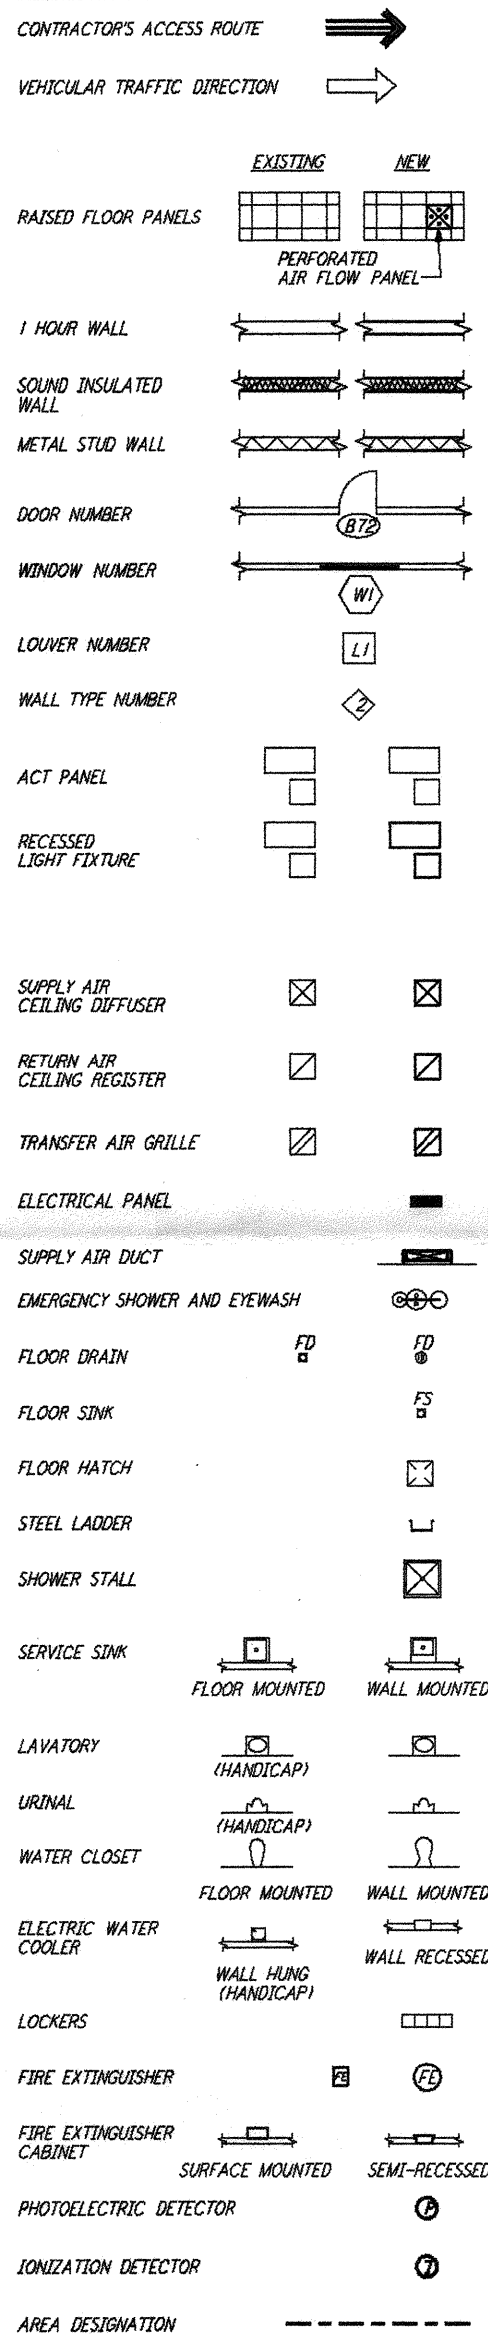 CONTRACTOR'S ACCESS ROUTE
VEHICULAR TRAFFIC DIRECTION
EXISTING NEW
RAISED FLOOR PANELS
PERFORATED
AIR FLOW PANEL
1 HOUR WALL
SOUND INSULATED
WALL
METAL STUD WALL
DOOR NUMBER
B72
WINDOW NUMBER
W1
LOUVER NUMBER
L1
WALL TYPE NUMBER
2
ACT PANEL
RECESSED
LIGHT FIXTURE
SUPPLY AIR
CEILING DIFFUSER
RETURN AIR
CEILING REGISTER
TRANSFER AIR GRILLE
ELECTRICAL PANEL
SUPPLY AIR DUCT
EMERGENCY SHOWER AND EYEWASH
FD FD
FLOOR DRAIN
FS
FLOOR SINK
FLOOR HATCH
STEEL LADDER
SHOWER STALL
SERVICE SINK
FLOOR MOUNTED WALL MOUNTED
LAVATORY
(HANDICAP)
URINAL
(HANDICAP)
WATER CLOSET
FLOOR MOUNTED WALL MOUNTED
ELECTRIC WATER
COOLER
WALL RECESSED
WALL HUNG
(HANDICAP)
LOCKERS
FIRE EXTINGUISHER FE FE
FIRE EXTINGUISHER
CABINET
SURFACE MOUNTED SEMI-RECESSED
PHOTOELECTRIC DETECTOR P
IONIZATION DETECTOR
AREA DESIGNATION